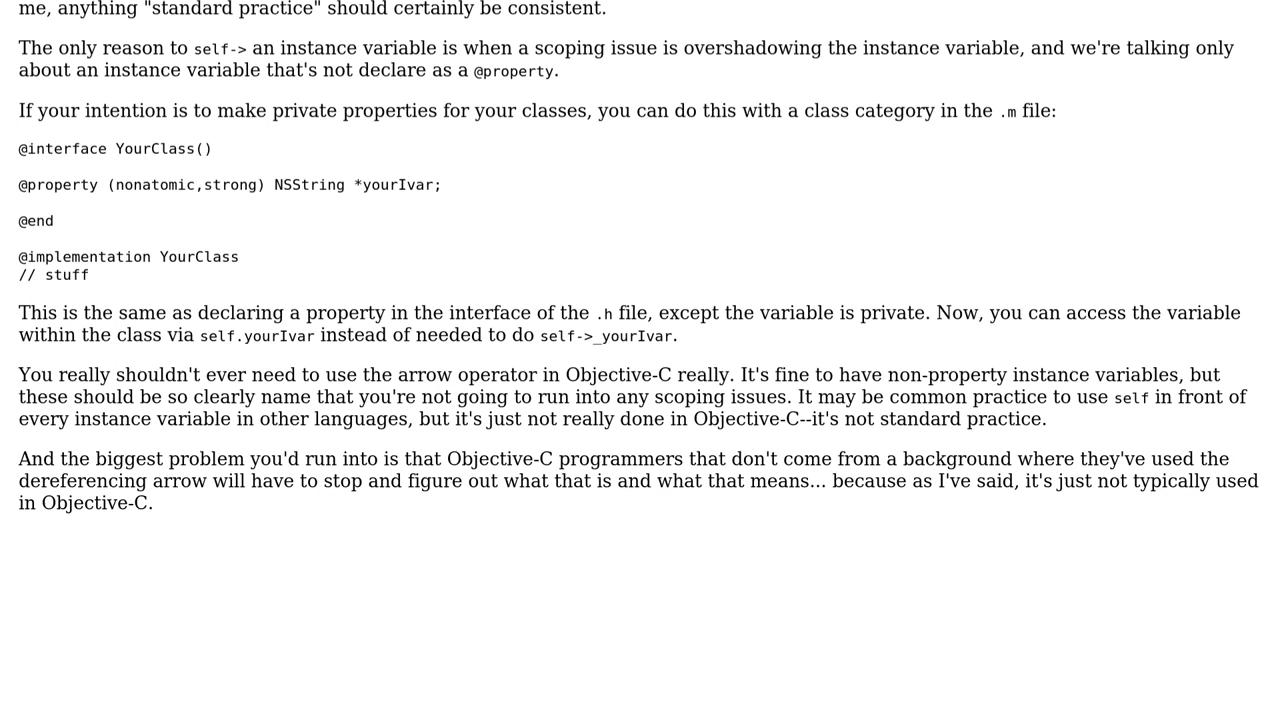 me, anything "standard practice" should certainly be consistent.
The only reason to self-> an instance variable is when a scoping issue is overshadowing the instance variable, and we're talking only
about an instance variable that's not declare as a @property.
If your intention is to make private properties for your classes, you can do this with a class category in the .m file:
@interface YourClass()
@property (nonatomic,strong) NSString *yourIvar;
@end
@implementation YourClass
// stuff
This is the same as declaring a property in the interface of the .h file, except the variable is private. Now, you can access the variable
within the class via self.yourIvar instead of needed to do self->_yourIvar.
You really shouldn't ever need to use the arrow operator in Objective-C really. It's fine to have non-property instance variables, but
these should be so clearly name that you're not going to run into any scoping issues. It may be common practice to use self in front of
every instance variable in other languages, but it's just not really done in Objective-C--it's not standard practice.
And the biggest problem you'd run into is that Objective-C programmers that don't come from a background where they've used the
dereferencing arrow will have to stop and figure out what that is and what that means... because as I've said, it's just not typically used
in Objective-C.